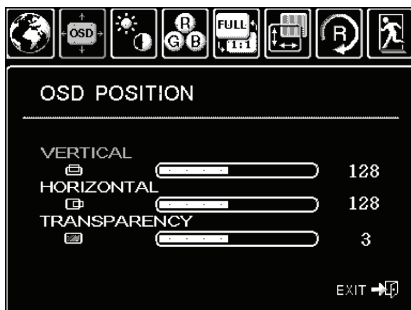 OSD
R
G B
FULL
1:1
R
OSD POSITION
VERTICAL
128
HORIZONTAL
128
TRANSPARENCY
3
EXIT